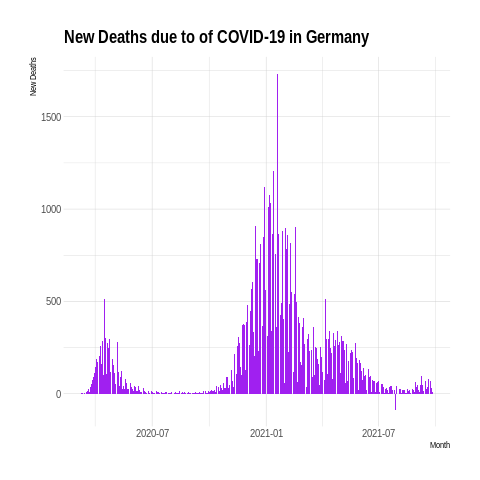 New Deaths due to of COVID-19 in Germany
New Deaths
1500
1000
500
0
2020-07
2021-01
2021-07
Month